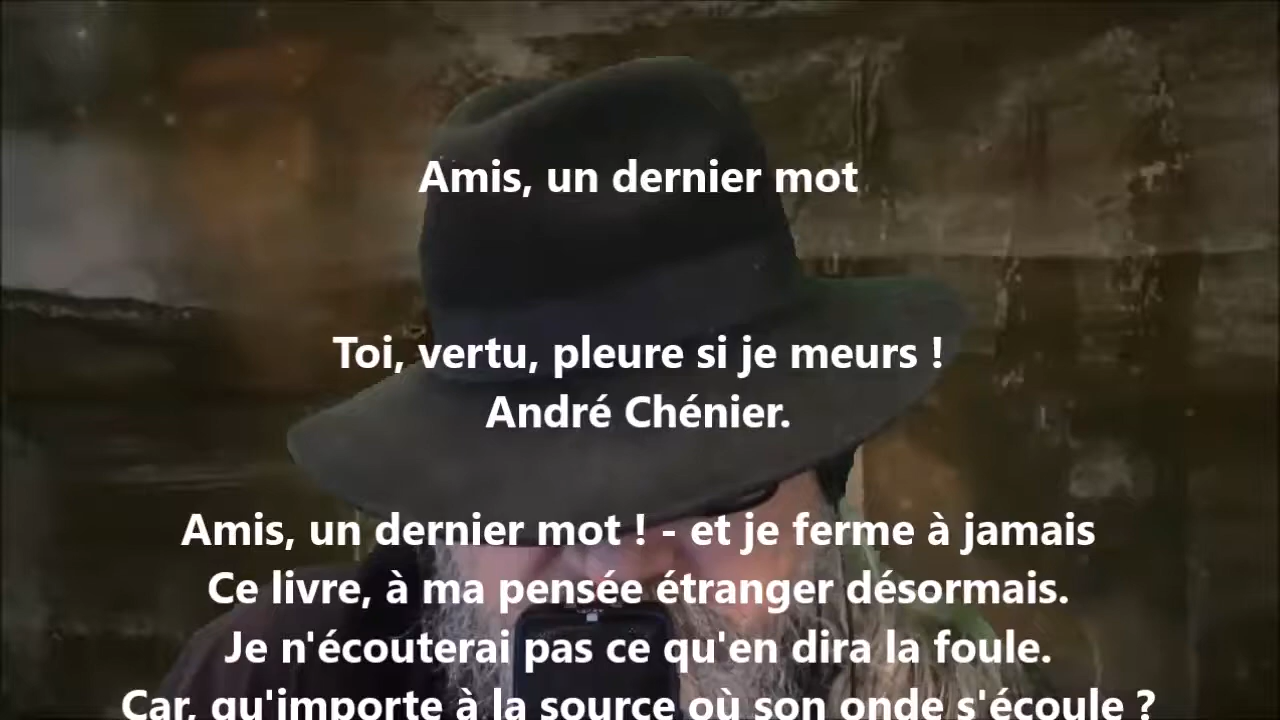 Amis, un dernier mot
Toi, vertu, pleure si je meurs !
André Chénier.
Amis, un dernier mot ! - et je ferme à jamais
Ce livre, à ma pensée étranger désormais.
Je n'écouterai pas ce qu'en dira la foule.
Car, qu'importe à la source où son onde s'écoule ?